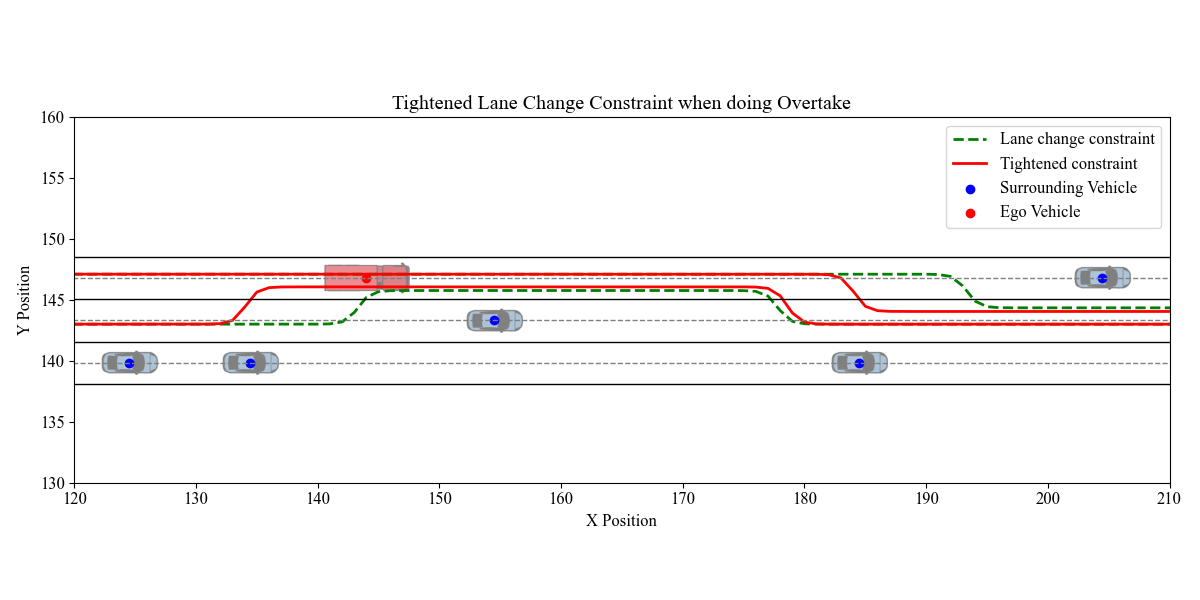 Tightened Lane Change Constraint when doing Overtake
160
155
150
145
140
135
130
Y Position
Lane change constraint
Tightened constraint
Surrounding Vehicle
Ego Vehicle
120 130 140 150 160 170 180 190 200 210
X Position